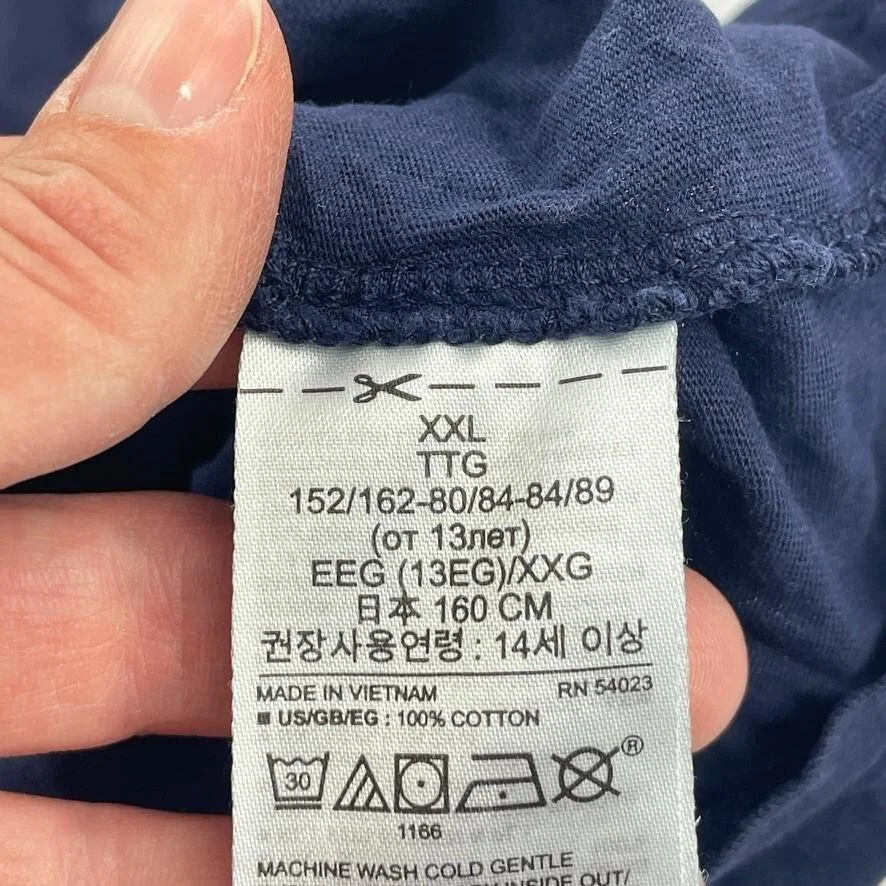 XXL
TTG
152/162-80/84-84/89
(от 13лет)
EEG (13EG)/XXG
日本 160 CM
권장사용연령 : 14세 이상
MADE IN VIETNAM RN 54023
■ US/GB/EG : 100% COTTON
30 ®
1166
MACHINE WASH COLD GENTLE
INSIDE OUT/